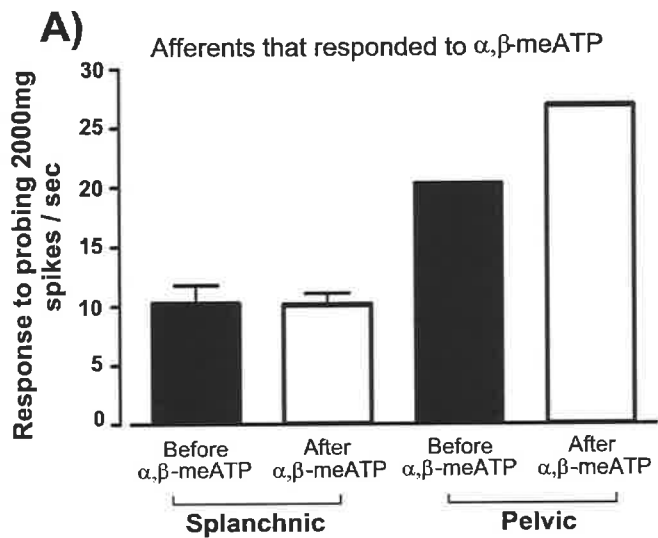 A)
Afferents that responded to α,β-meATP
Response to probing 2000mg
spikes / sec
30
25
20
15
10
5
0
Before
α,β-meATP
After
α,β-meATP
Before
α,β-meATP
After
α,β-meATP
Splanchnic
Pelvic